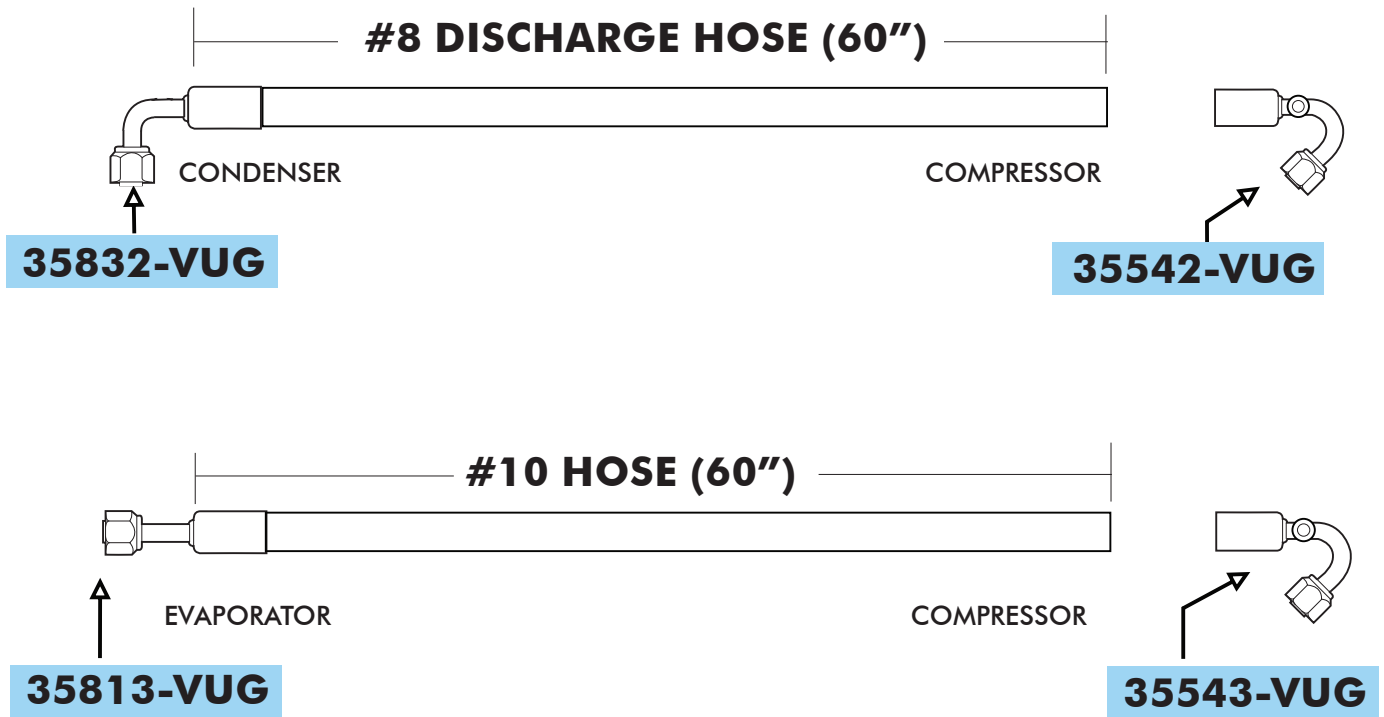 #8 DISCHARGE HOSE (60″)
CONDENSER
COMPRESSOR
35832-VUG
35542-VUG
#10 HOSE (60″)
EVAPORATOR
COMPRESSOR
35813-VUG
35543-VUG